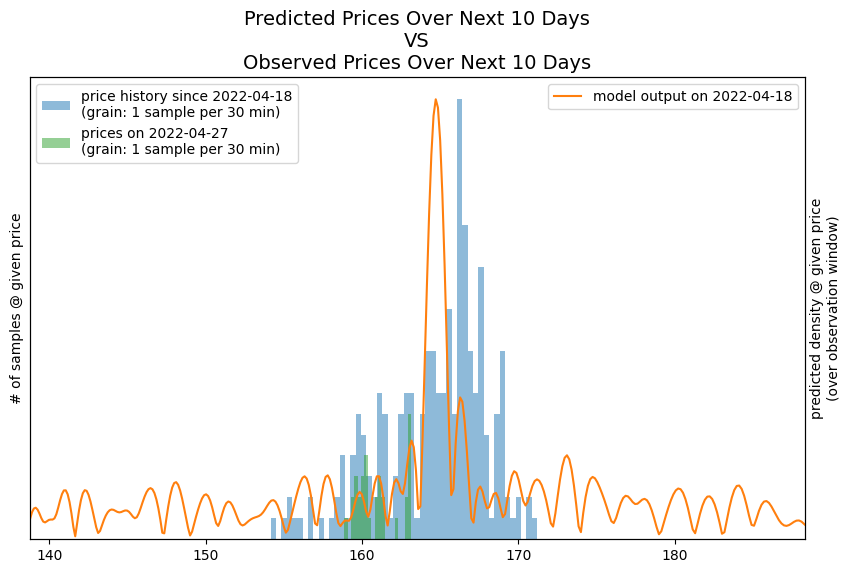 Predicted Prices Over Next 10 Days
VS
Observed Prices Over Next 10 Days
price history since 2022-04-18
(grain: 1 sample per 30 min)
prices on 2022-04-27
(grain: 1 sample per 30 min)
model output on 2022-04-18
# of samples @ given price
predicted density @ given price
(over observation window)
140
150
160
170
180